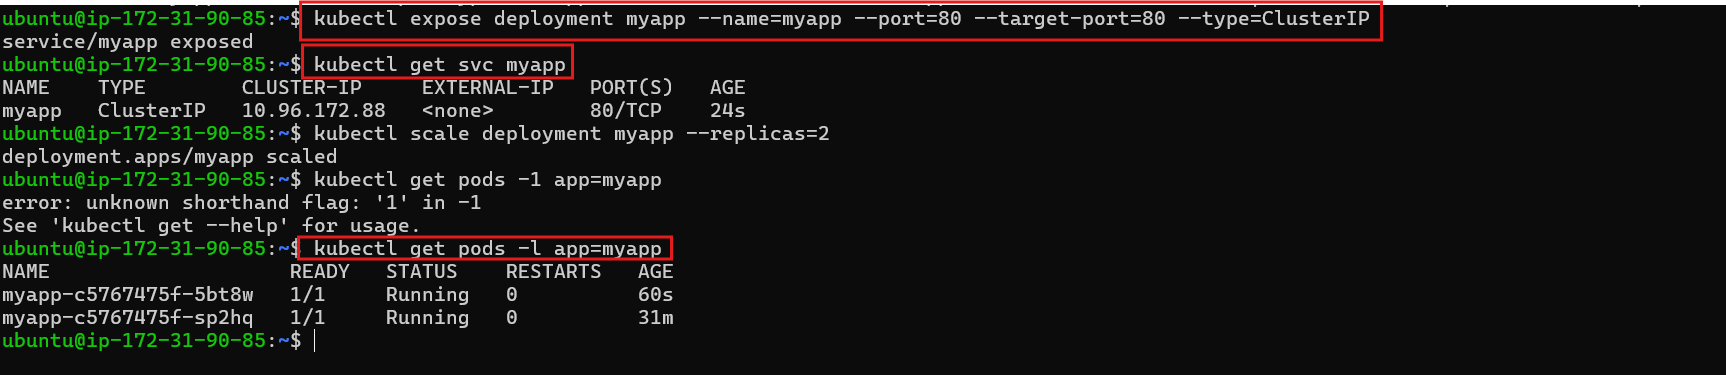 ubuntu@ip-172-31-90-85:~$ kubectl expose deployment myapp --name=myapp --port=80 --target-port=80 --type=ClusterIP
service/myapp exposed
ubuntu@ip-172-31-90-85:~$ kubectl get svc myapp
NAME    TYPE        CLUSTER-IP     EXTERNAL-IP   PORT(S)   AGE
myapp   ClusterIP   10.96.172.88   <none>        80/TCP    24s
ubuntu@ip-172-31-90-85:~$ kubectl scale deployment myapp --replicas=2
deployment.apps/myapp scaled
ubuntu@ip-172-31-90-85:~$ kubectl get pods -1 app=myapp
error: unknown shorthand flag: '1' in -1
See 'kubectl get --help' for usage.
ubuntu@ip-172-31-90-85:~$ kubectl get pods -l app=myapp
NAME                    READY   STATUS    RESTARTS   AGE
myapp-c5767475f-5bt8w   1/1     Running   0          60s
myapp-c5767475f-sp2hq   1/1     Running   0          31m
ubuntu@ip-172-31-90-85:~$